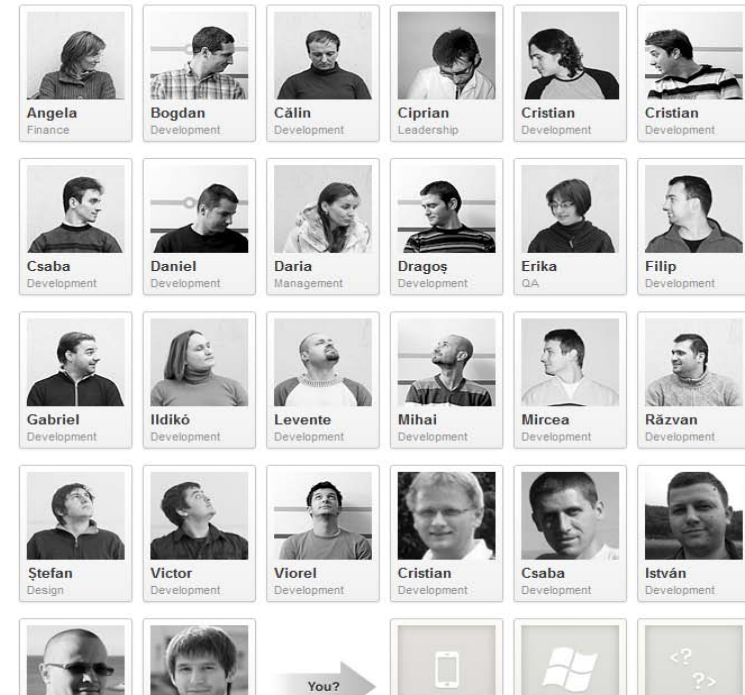 Angela
Finance
Bogdan
Development
Călin
Development
Ciprian
Leadership
Cristian
Development
Cristian
Development
Csaba
Development
Daniel
Development
Daria
Management
Dragoș
Development
Erika
QA
Filip
Development
Gabriel
Development
Ildikó
Development
Levente
Development
Mihai
Development
Mircea
Development
Răzvan
Development
Ștefan
Design
Victor
Development
Viorel
Development
Cristian
Development
Csaba
Development
István
Development
You?
<?
?>